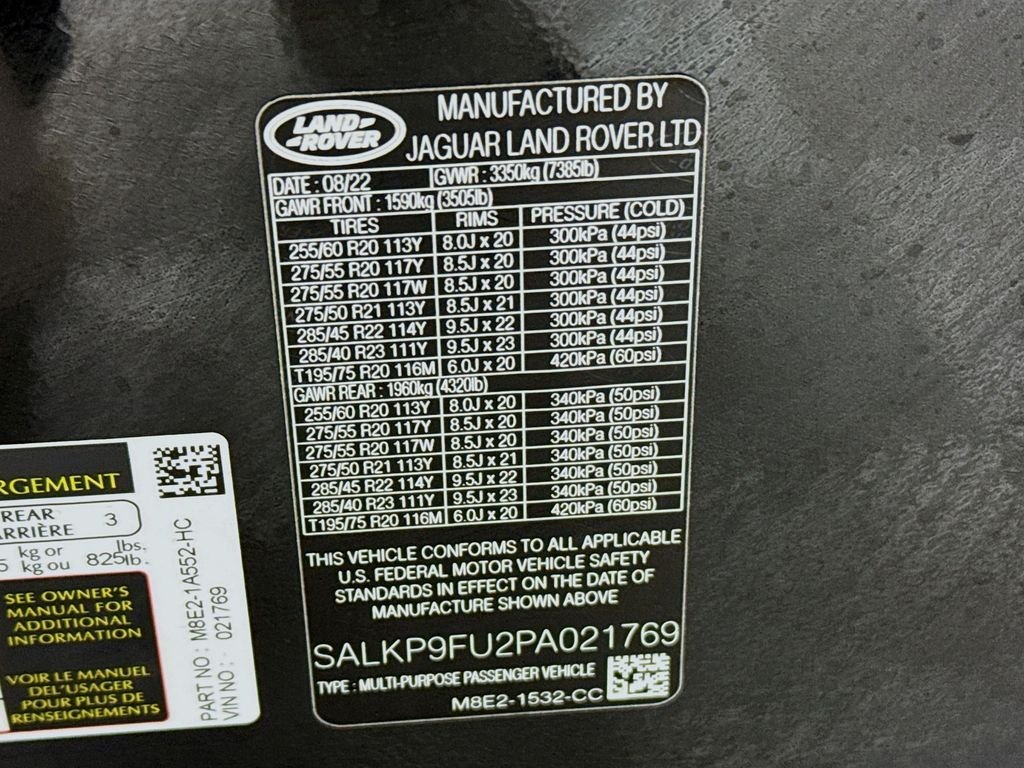 LAND-
-ROVER
MANUFACTURED BY
JAGUAR LAND ROVER LTD
DATE : 08/22 GVWR : 3350kg (7385lb)
GAWR FRONT : 1590kg (3505lb)
TIRES RIMS PRESSURE (COLD)
255/60 R20 113Y 8.0J x 20 300kPa (44psi)
275/55 R20 117Y 8.5J x 20 300kPa (44psi)
275/55 R20 117W 8.5J x 20 300kPa (44psi)
275/50 R21 113Y 8.5J x 21 300kPa (44psi)
285/45 R22 114Y 9.5J x 22 300kPa (44psi)
285/40 R23 111Y 9.5J x 23 300kPa (44psi)
T195/75 R20 116M 6.0J x 20 420kPa (60psi)
GAWR REAR : 1960kg (4320lb)
255/60 R20 113Y 8.0J x 20 340kPa (50psi)
275/55 R20 117Y 8.5J x 20 340kPa (50psi)
275/55 R20 117W 8.5J x 20 340kPa (50psi)
275/50 R21 113Y 8.5J x 21 340kPa (50psi)
285/45 R22 114Y 9.5J x 22 340kPa (50psi)
285/40 R23 111Y 9.5J x 23 340kPa (50psi)
T195/75 R20 116M 6.0J x 20 420kPa (60psi)
THIS VEHICLE CONFORMS TO ALL APPLICABLE
U.S. FEDERAL MOTOR VEHICLE SAFETY
STANDARDS IN EFFECT ON THE DATE OF
MANUFACTURE SHOWN ABOVE
SALKP9FU2PA021769
TYPE : MULTI-PURPOSE PASSENGER VEHICLE
M8E2-1532-CC
RGEMENT
REAR 3
ARRIÈRE
5 kg or lbs.
kg ou 825lb.
SEE OWNER'S
MANUAL FOR
ADDITIONAL
INFORMATION
VOIR LE MANUEL
DEL'USAGER
POUR PLUS DE
RENSEIGNEMENTS
PART NO : M8E2-1A552-HC
VIN NO : - 021769